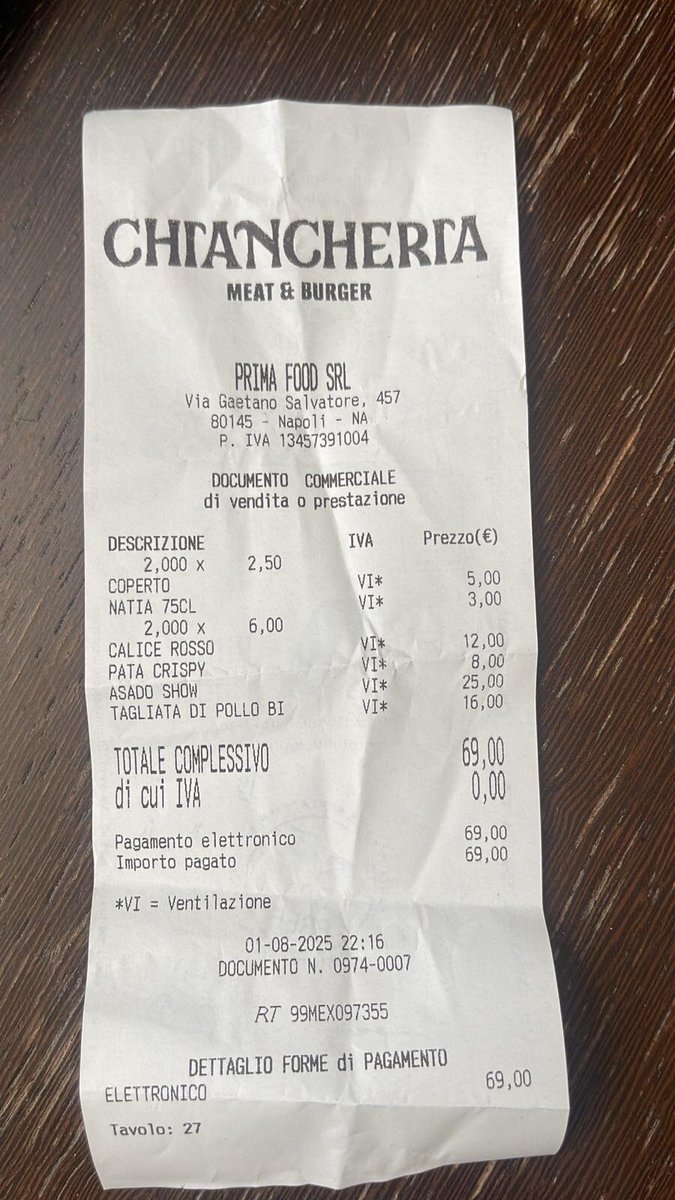 CHIANCHERIA
MEAT & BURGER
PRIMA FOOD SRL
Via Gaetano Salvatore, 457
80145 - Napoli - NA
P. IVA 13457391004
DOCUMENTO COMMERCIALE
di vendita o prestazione
DESCRIZIONE IVA Prezzo(€)
2,000 x 2,50
COPERTO VI* 5,00
NATIA 75CL VI* 3,00
2,000 x 6,00
CALICE ROSSO VI* 12,00
PATA CRISPY VI* 8,00
ASADO SHOW VI* 25,00
TAGLIATA DI POLLO BI VI* 16,00
TOTALE COMPLESSIVO 69,00
di cui IVA 0,00
Pagamento elettronico 69,00
Importo pagato 69,00
*VI = Ventilazione
01-08-2025 22:16
DOCUMENTO N. 0974-0007
RT 99MEX097355
DETTAGLIO FORME di PAGAMENTO
ELETTRONICO 69,00
Tavolo: 27